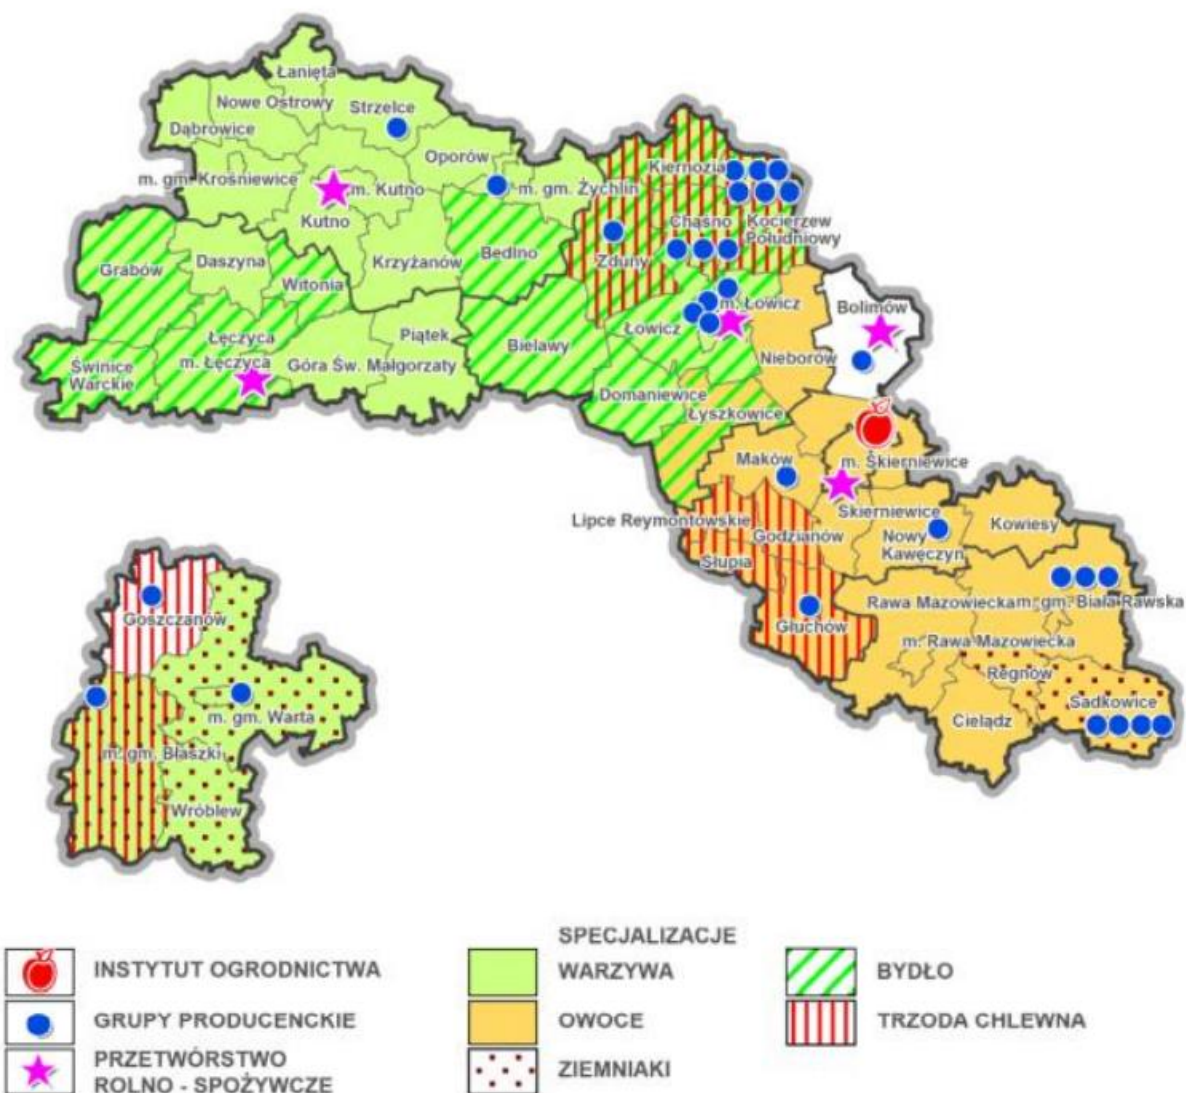 Łanięta
Nowe Ostrowy
Strzelce
Dąbrowice
Oporów
m. gm. Krośniewice
m. Kutno
m. gm. Żychlin
Kutno
Kiernozia
Chąśno
Kocierzew
Południowy
Zduny
Bedlno
Krzyżanów
Daszyna
Grabów
Witonia
m. Łowicz
Łowicz
Bolimów
Nieborów
Piątek
Łęczyca
m. Łęczyca
Góra Św. Małgorzaty
Bielawy
Świnice
Warckie
Domaniewice
Łyszkowice
Maków
m. Skierniewice
Skierniewice
Lipce Reymontowskie
Godzianów
Nowy
Kawęczyn
Kowiesy
Słupia
Głuchów
Rawa Mazowiecka
m. gm. Biała Rawska
m. Rawa Mazowiecka
Regnów
Sadkowice
Cielądz
Goszczanów
m. gm. Warta
m. gm. Błaszki
Wróblew
INSTYTUT OGRODNICTWA
GRUPY PRODUCENCKIE
PRZETWÓRSTWO
ROLNO - SPOŻYWCZE
SPECJALIZACJE
WARZYWA
OWOCE
ZIEMNIAKI
BYDŁO
TRZODA CHLEWNA